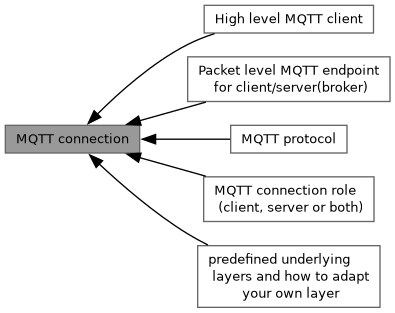 High level MQTT client
Packet level MQTT endpoint
for client/server(broker)
MQTT connection
MQTT protocol
MQTT connection role
(client, server or both)
predefined underlying
layers and how to adapt
your own layer